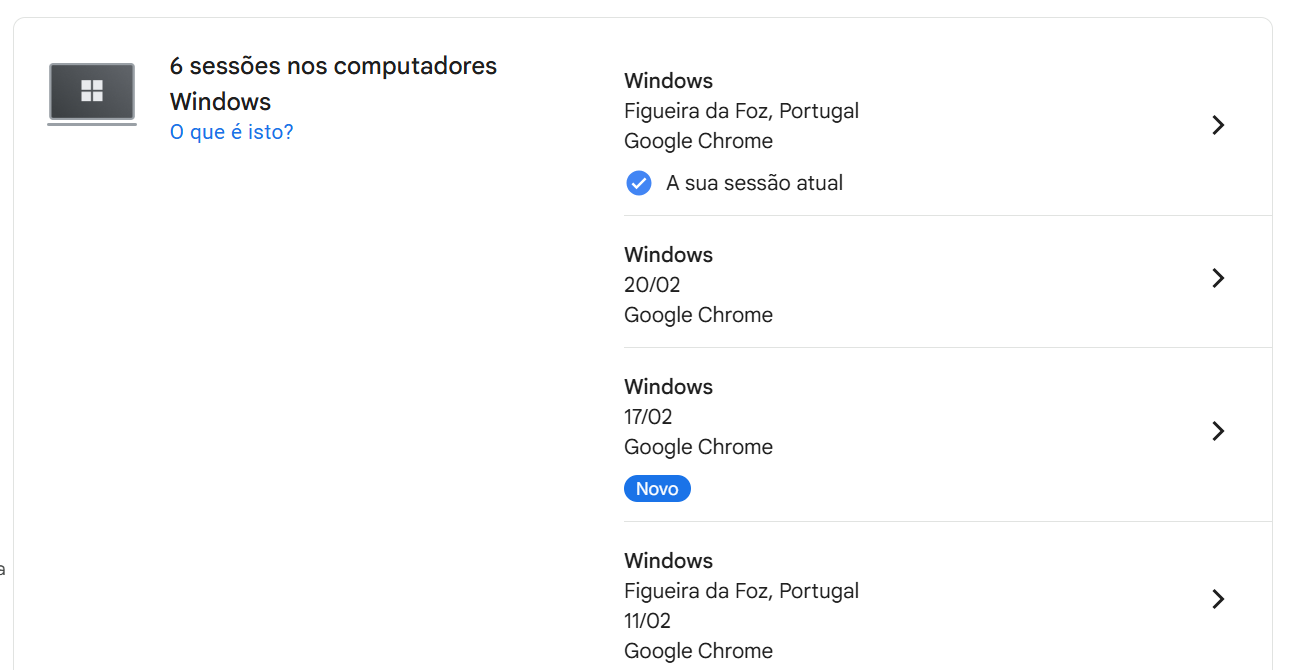 6 sessões nos computadores
Windows
O que é isto?
Windows
Figueira da Foz, Portugal
Google Chrome
A sua sessão atual
Windows
20/02
Google Chrome
Windows
17/02
Google Chrome
Novo
Windows
Figueira da Foz, Portugal
11/02
Google Chrome
a